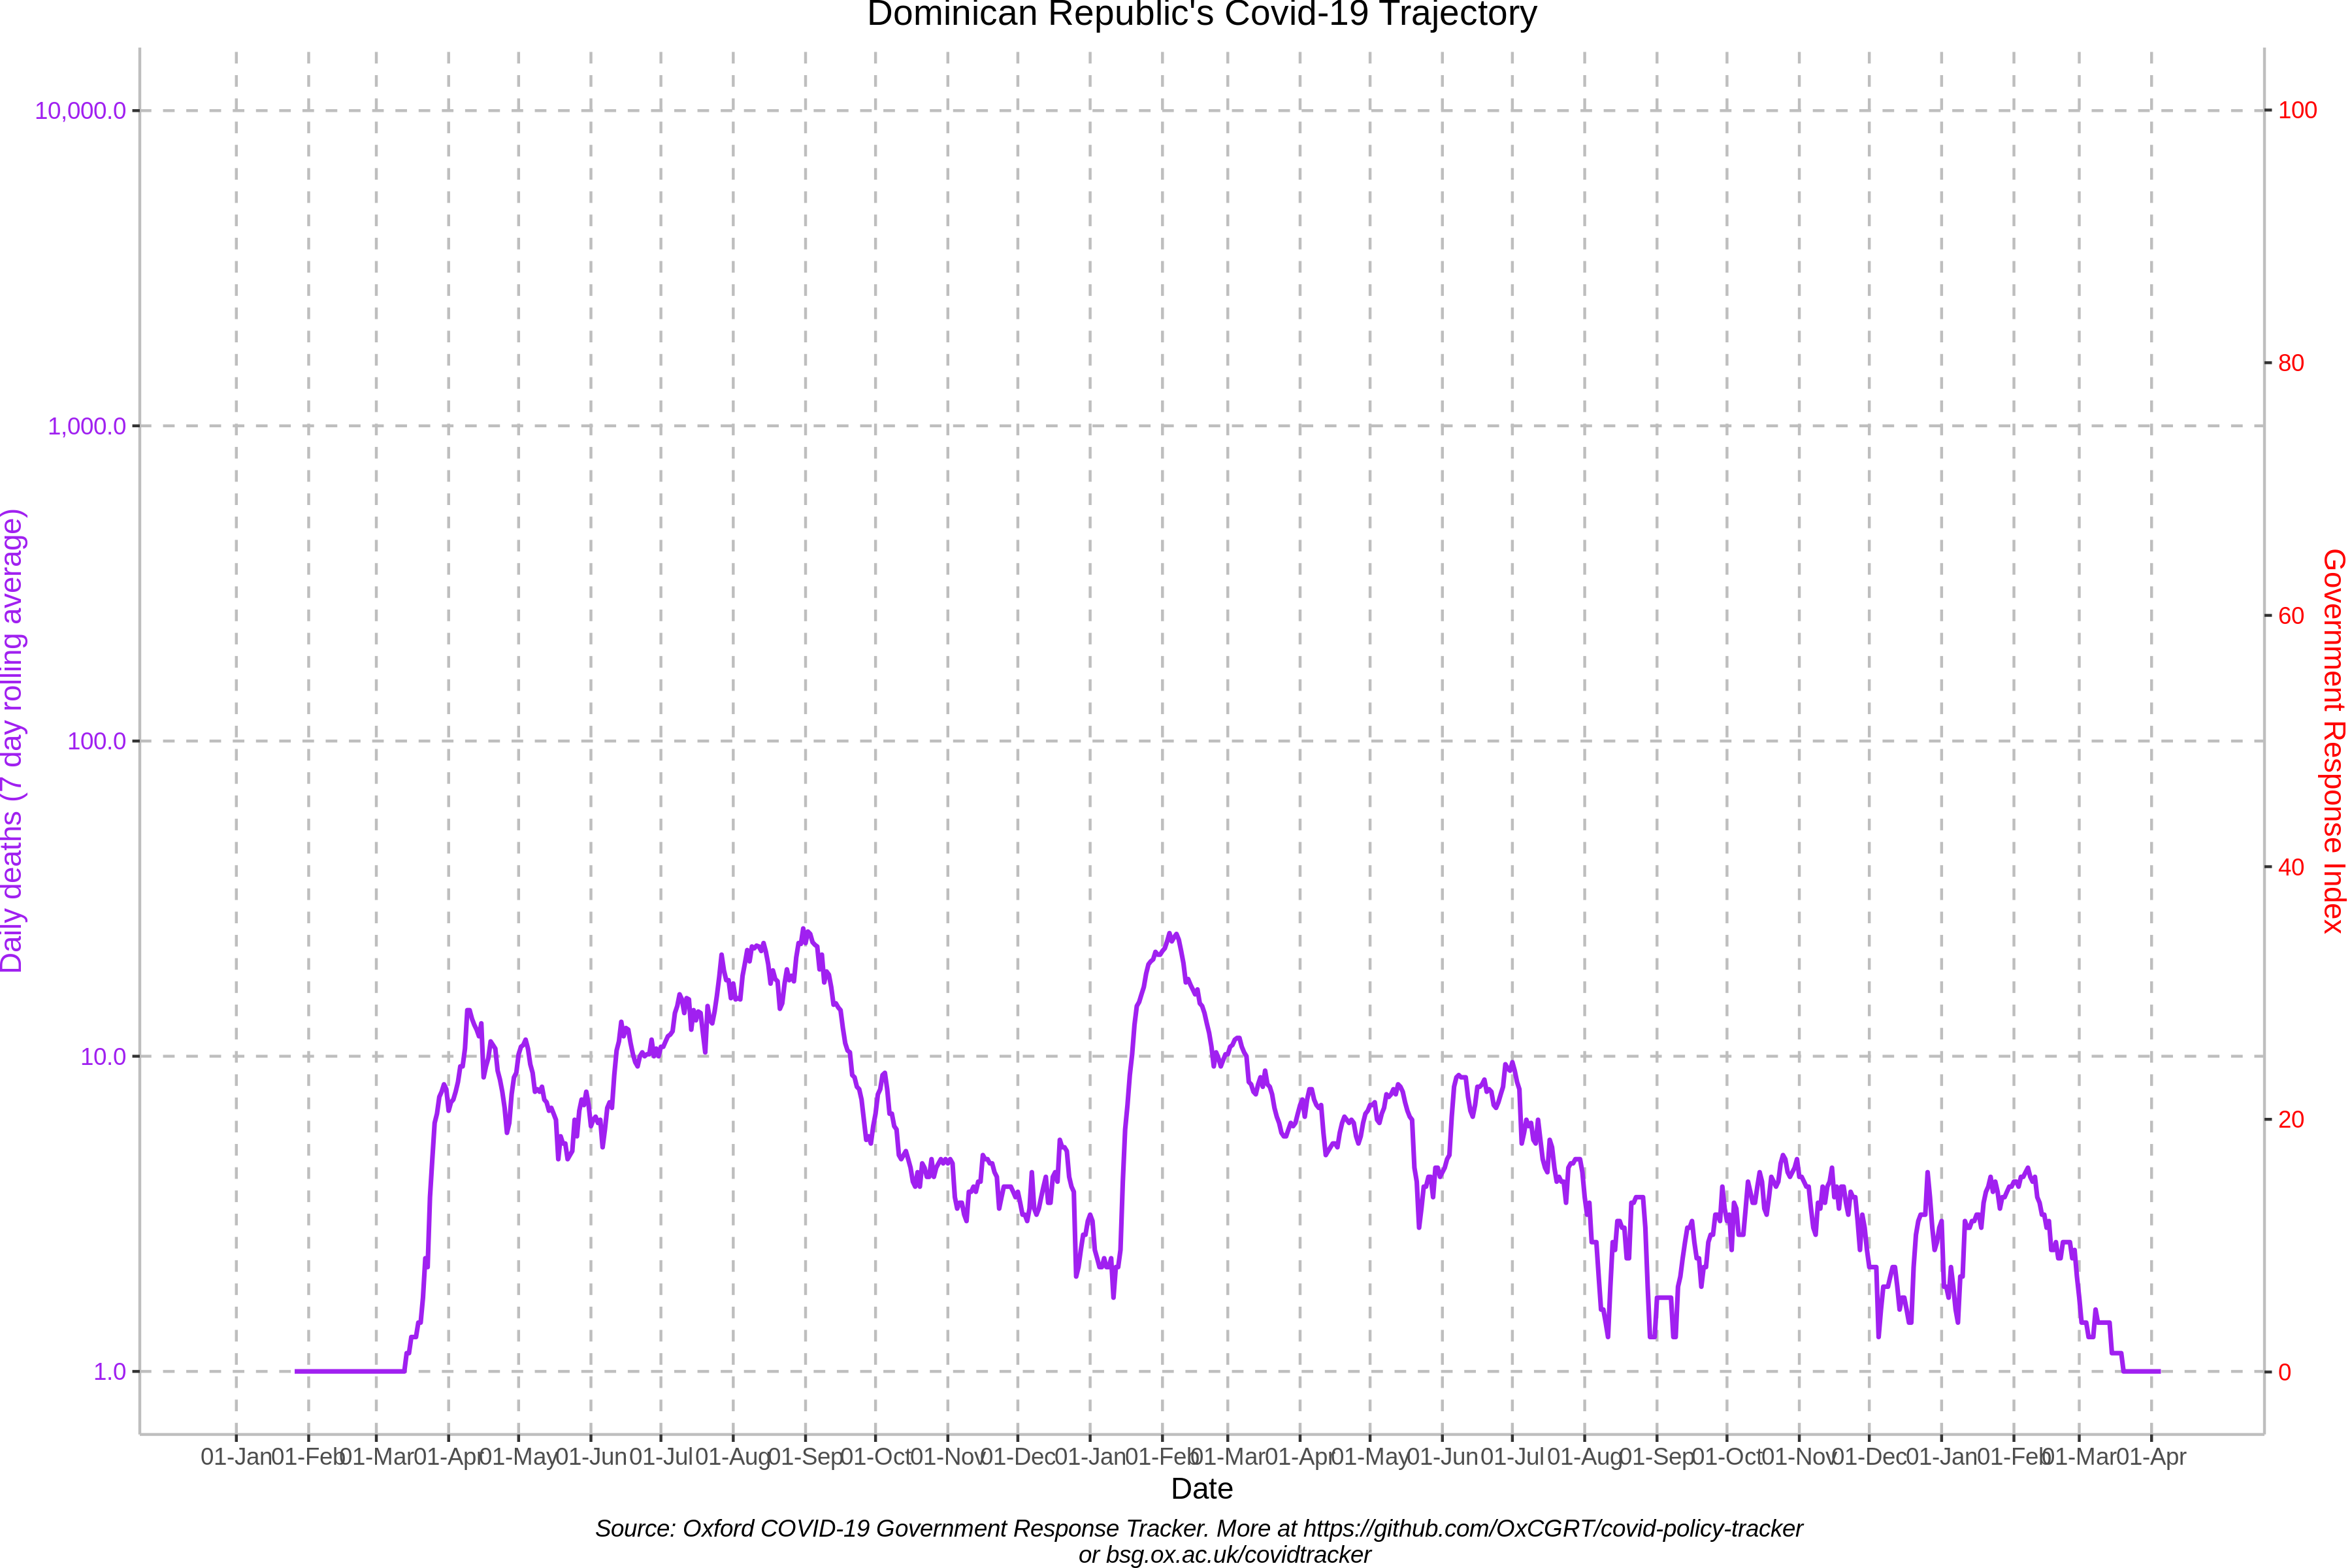 Dominican Republic's Covid-19 Trajectory
10,000.0
1,000.0
100.0
10.0
1.0
Daily deaths (7 day rolling average)
100
80
60
40
20
0
Government Response Index
01-Jan 01-Feb 01-Mar 01-Apr 01-May 01-Jun 01-Jul 01-Aug 01-Sep 01-Oct 01-Nov 01-Dec 01-Jan 01-Feb 01-Mar 01-Apr 01-May 01-Jun 01-Jul 01-Aug 01-Sep 01-Oct 01-Nov 01-Dec 01-Jan 01-Feb 01-Mar 01-Apr
Date
Source: Oxford COVID-19 Government Response Tracker. More at https://github.com/OxCGRT/covid-policy-tracker
or bsg.ox.ac.uk/covidtracker